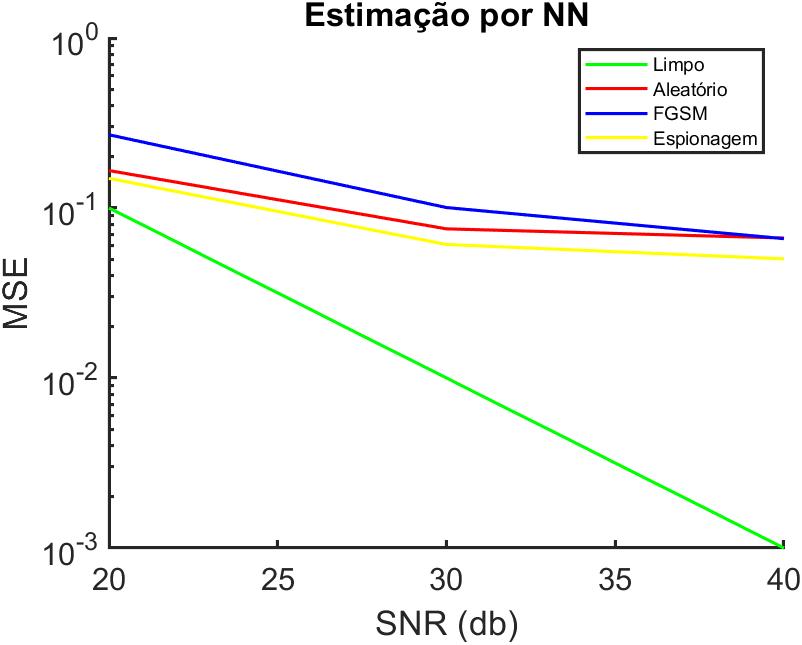 Estimação por NN
Limpo
Aleatório
FGSM
Espionagem
MSE
10^0
10^-1
10^-2
10^-3
20 25 30 35 40
SNR (db)